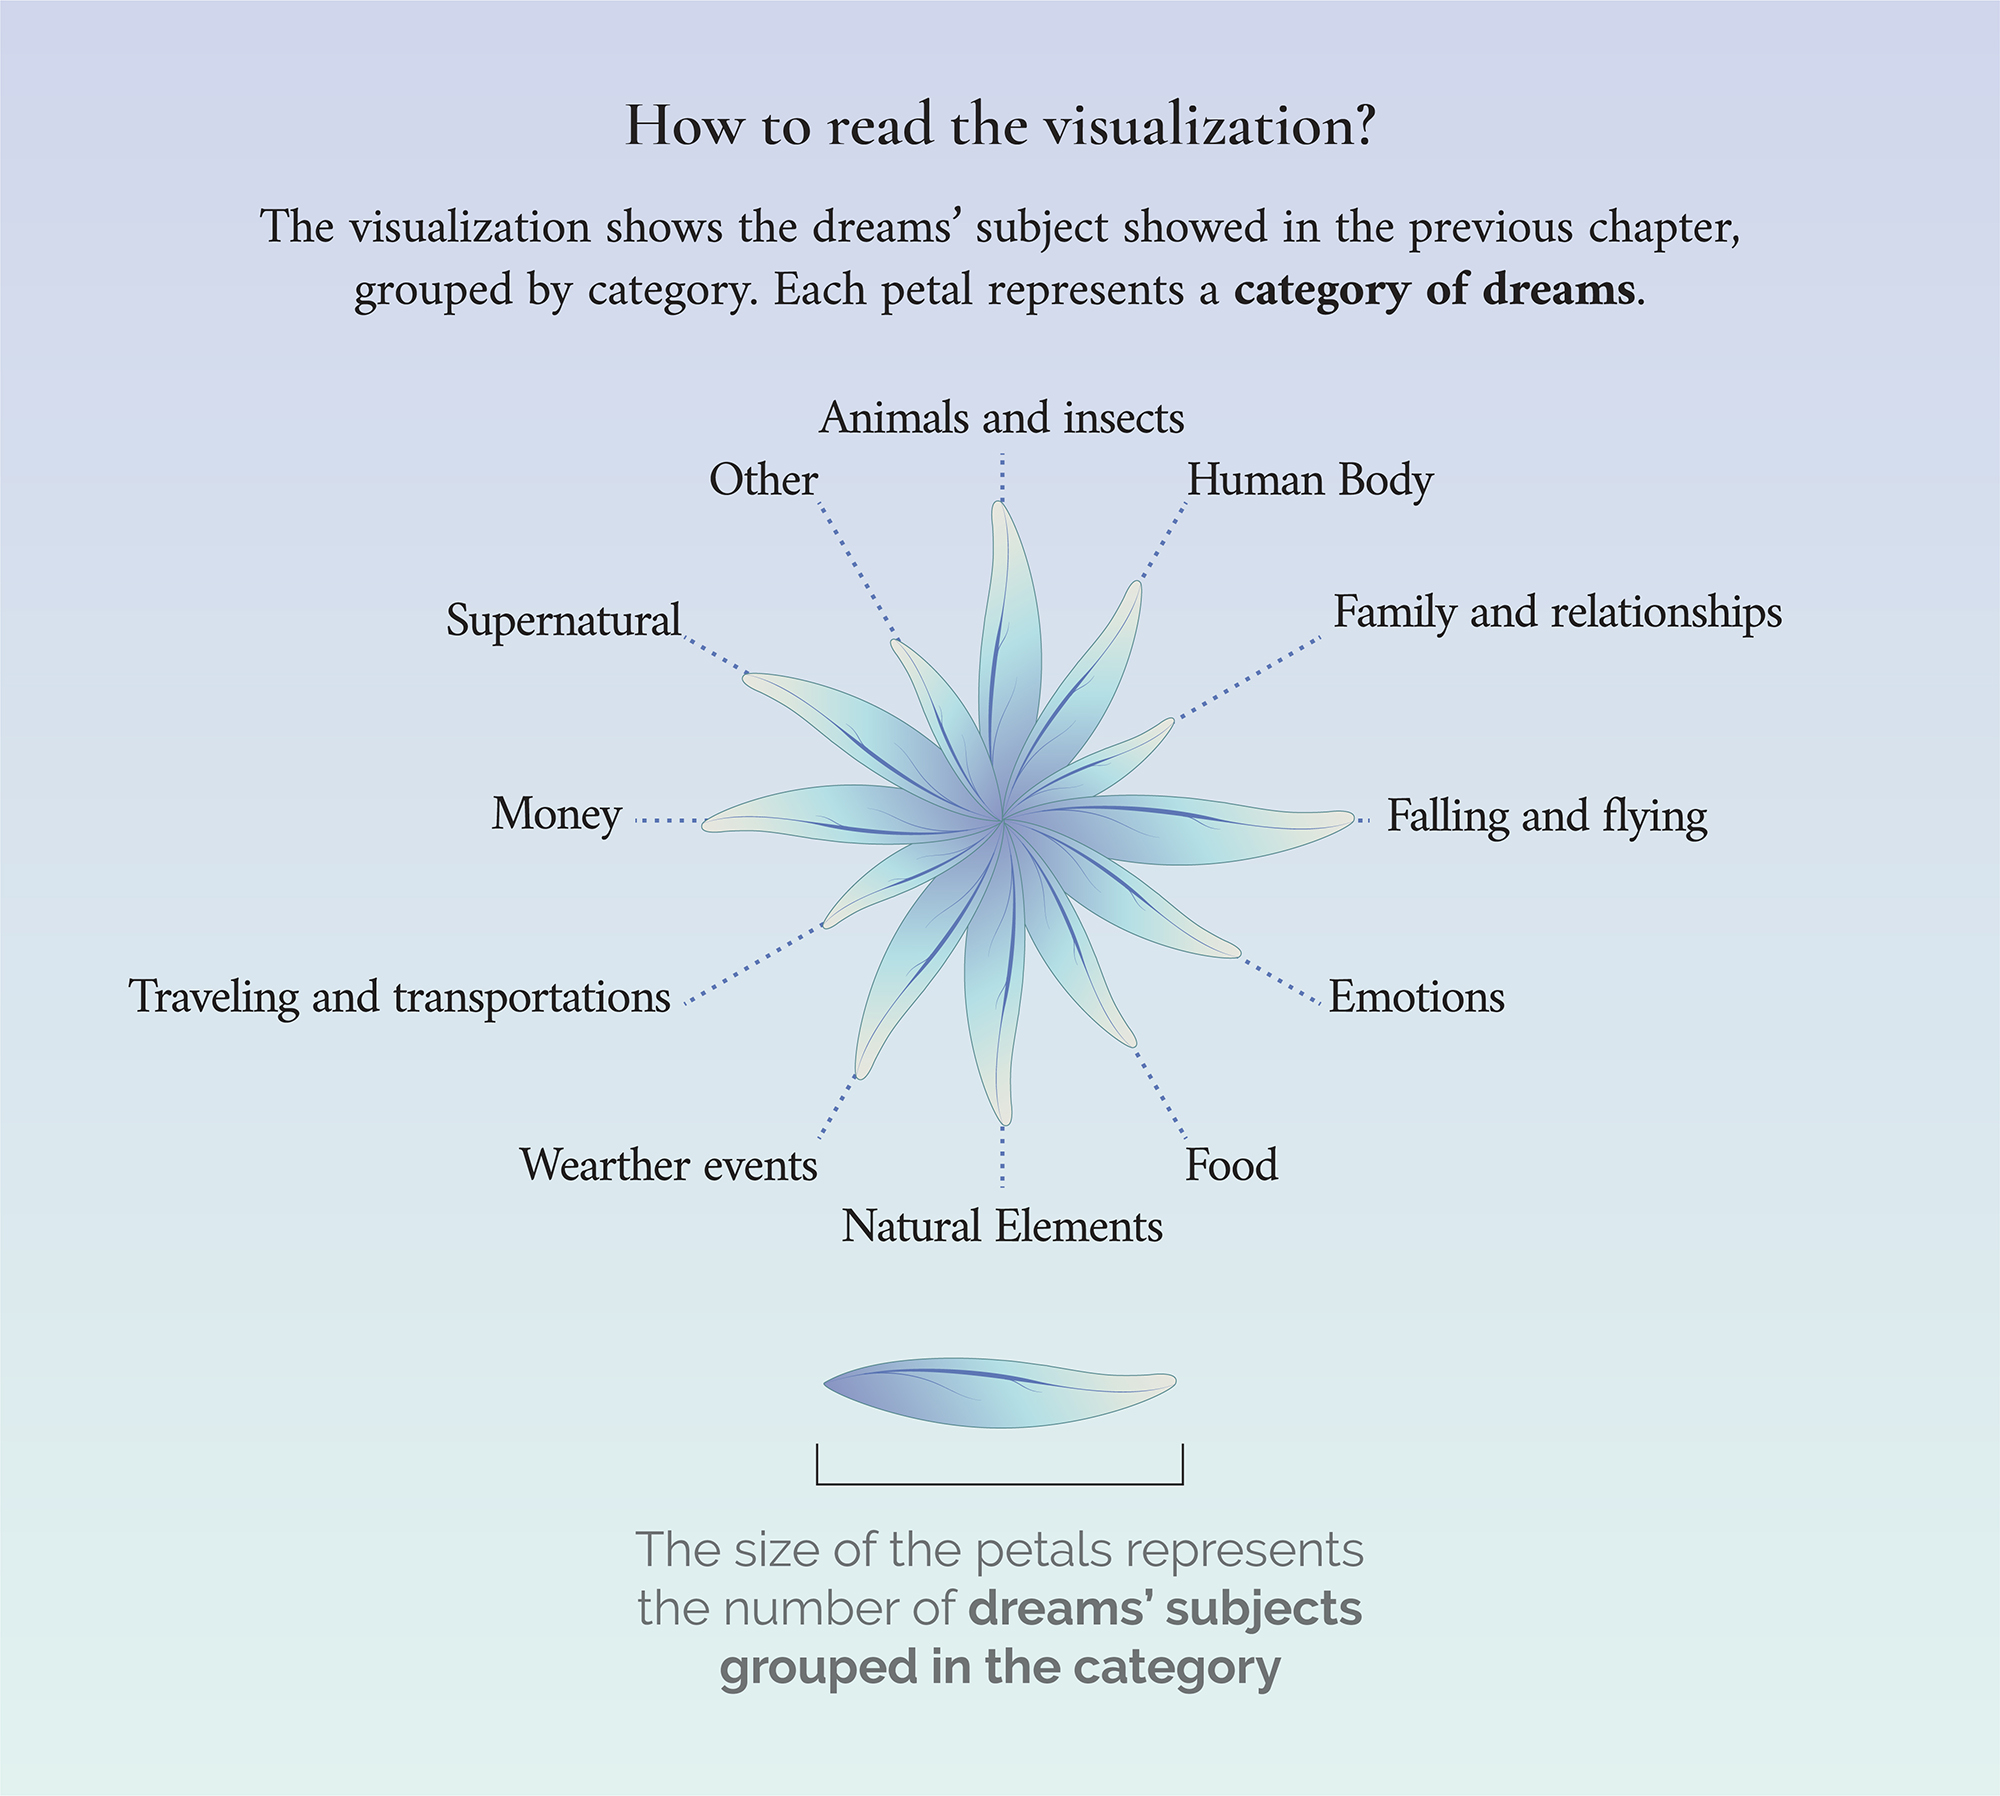 How to read the visualization?
The visualization shows the dreams’ subject showed in the previous chapter,
grouped by category. Each petal represents a category of dreams.
Animals and insects
Other
Human Body
Family and relationships
Supernatural
Money
Falling and flying
Traveling and transportations
Emotions
Wearther events
Food
Natural Elements
The size of the petals represents
the number of dreams’ subjects
grouped in the category